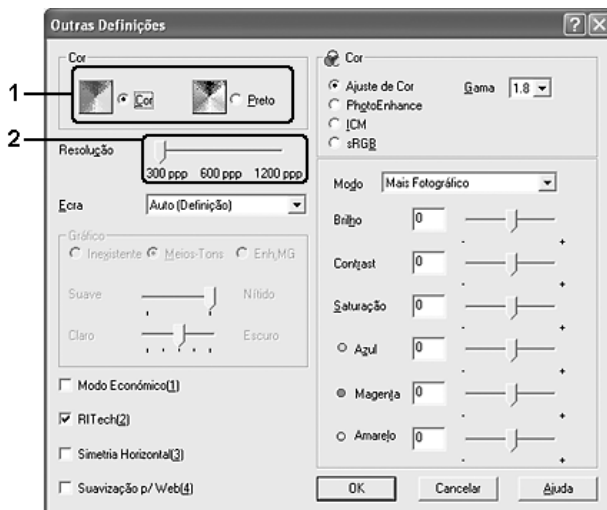 Outras Definições
Cor
1
Cor
Preto
2
Resolução
300 ppp 600 ppp 1200 ppp
Ecra
Auto (Definição)
Gráfico
Inexistente
Meios-Tons
Enh,MG
Suave
Nítido
Claro
Escuro
Modo Económico(1)
RITech(2)
Simetria Horizontal(3)
Suavização p/ Web(4)
Cor
Ajuste de Cor
Gama
1.8
PhotoEnhance
ICM
sRGB
Modo
Mais Fotográfico
Brilho
0
- +
Contrast
0
- +
Saturação
0
- +
Azul
0
- +
Magenta
0
- +
Amarelo
0
- +
OK
Cancelar
Ajuda